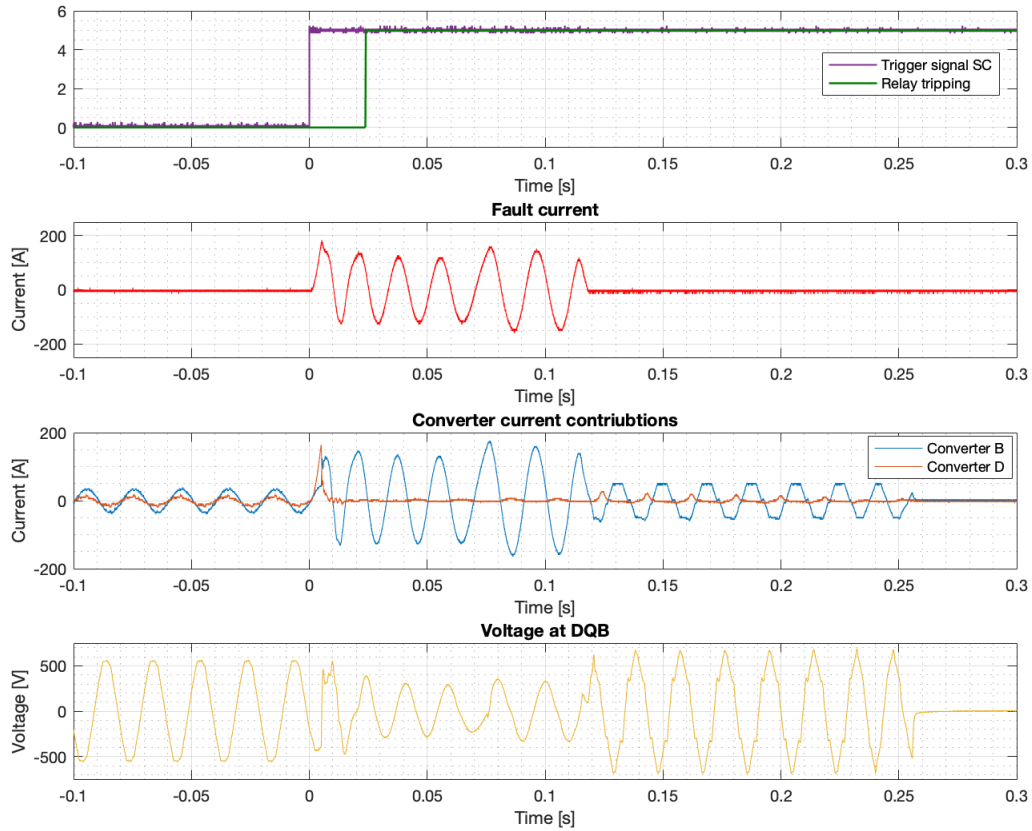 6
4
2
0
Trigger signal SC
Relay tripping
-0.1 -0.05 0 0.05 0.1 0.15 0.2 0.25 0.3
Time [s]
Fault current
Current [A]
200
0
-200
-0.1 -0.05 0 0.05 0.1 0.15 0.2 0.25 0.3
Time [s]
Converter current contriubtions
Current [A]
200
0
-200
Converter B
Converter D
-0.1 -0.05 0 0.05 0.1 0.15 0.2 0.25 0.3
Time [s]
Voltage at DQB
Voltage [V]
500
0
-500
-0.1 -0.05 0 0.05 0.1 0.15 0.2 0.25 0.3
Time [s]